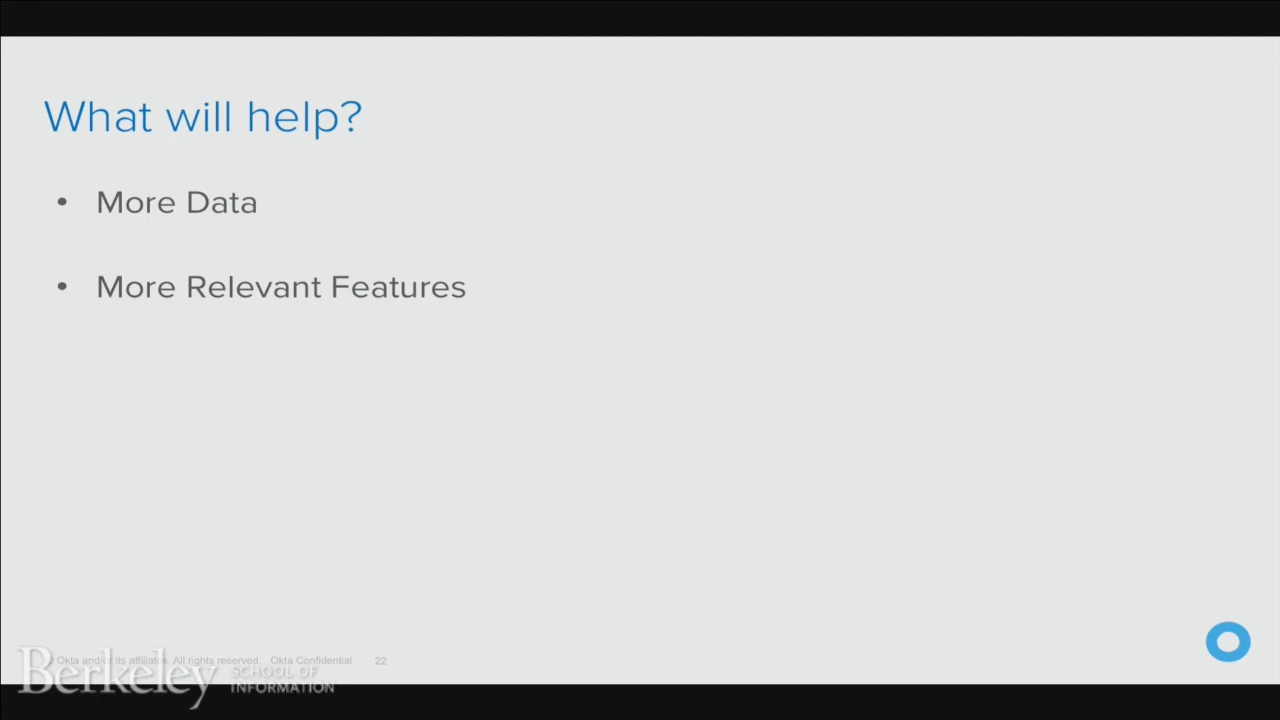 What will help?
• More Data
• More Relevant Features
© Okta and/or its affiliates. All rights reserved. Okta Confidential 22
Berkeley SCHOOL OF INFORMATION